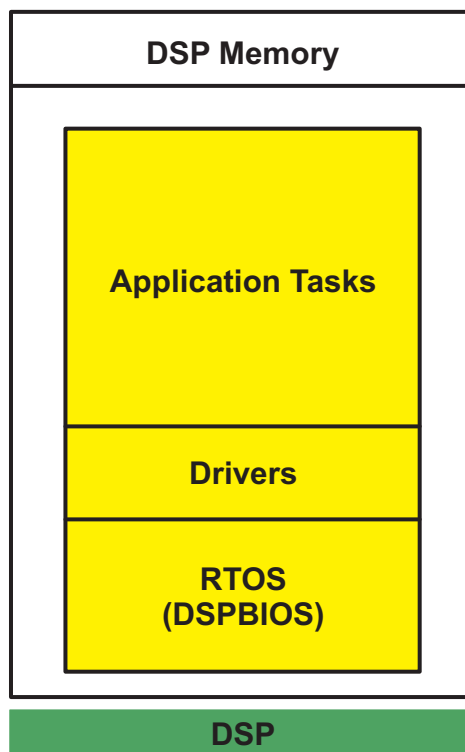 DSP Memory
Application Tasks
Drivers
RTOS
(DSPBIOS)
DSP